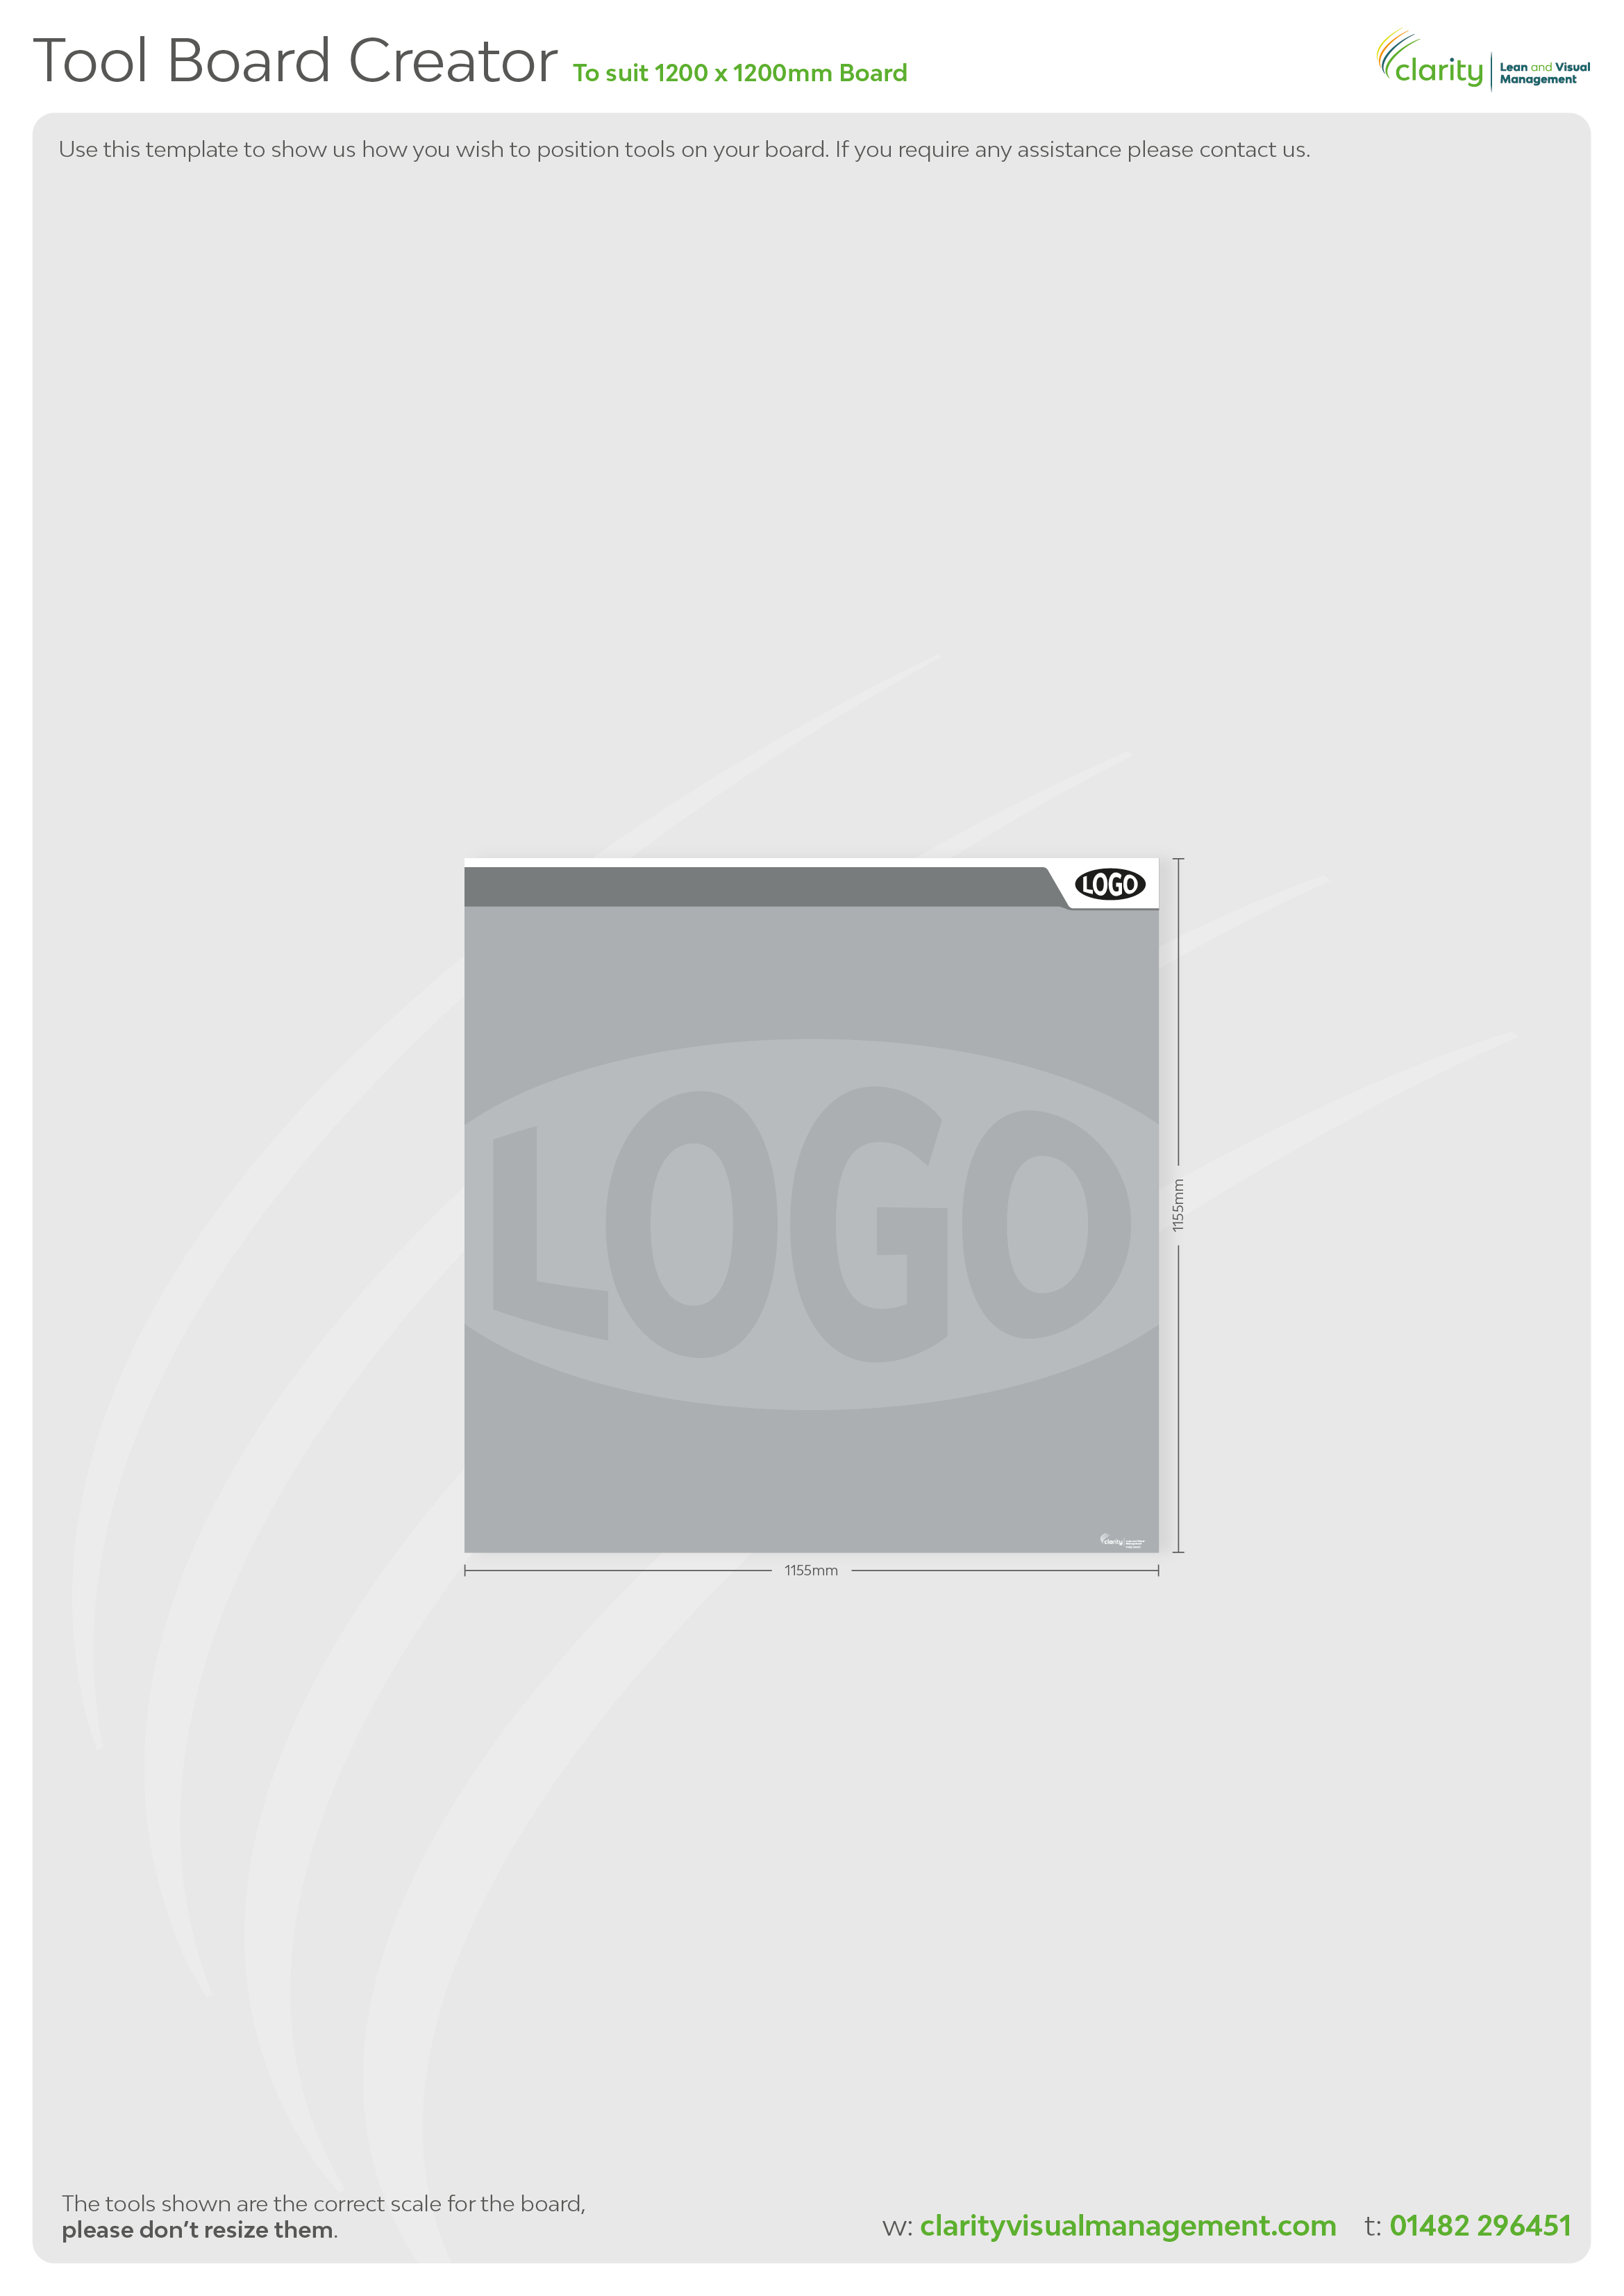 Tool Board Creator To suit 1200 x 1200mm Board
clarity
Lean and Visual
Management
Use this template to show us how you wish to position tools on your board. If you require any assistance please contact us.
LOGO
LOGO
1155mm
clarity
1155mm
The tools shown are the correct scale for the board,
please don’t resize them.
w: clarityvisualmanagement.com t: 01482 296451